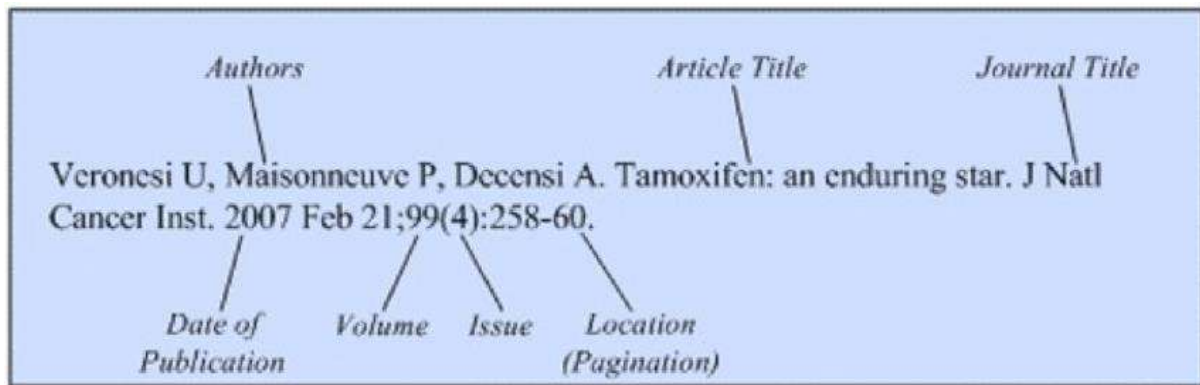 Authors Article Title Journal Title
Veronesi U, Maisonneuve P, Decensi A. Tamoxifen: an enduring star. J Natl
Cancer Inst. 2007 Feb 21;99(4):258-60.
Date of Publication Volume Issue Location (Pagination)